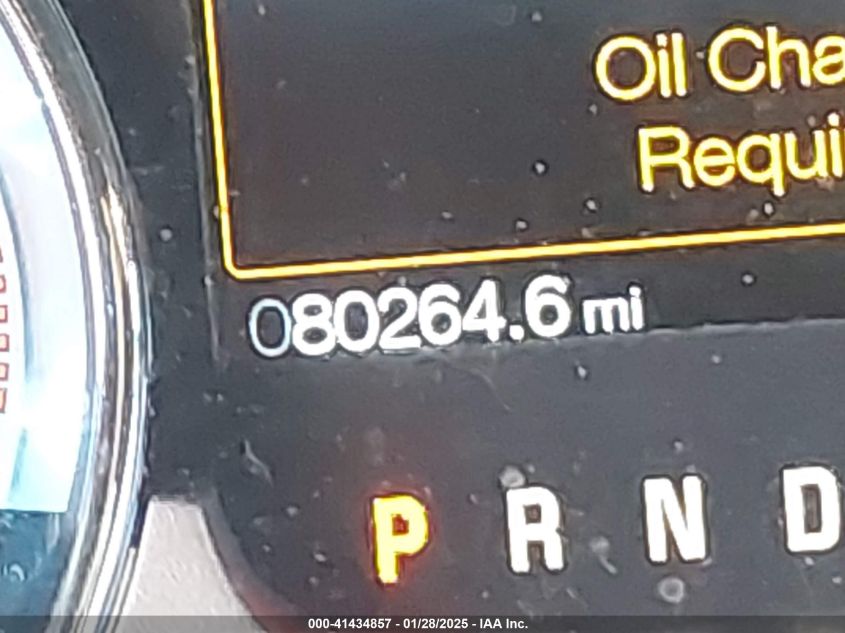 Oil Cha
Requi
080264.6 mi
P R N D
000-41434857 - 01/28/2025 - IAA Inc.